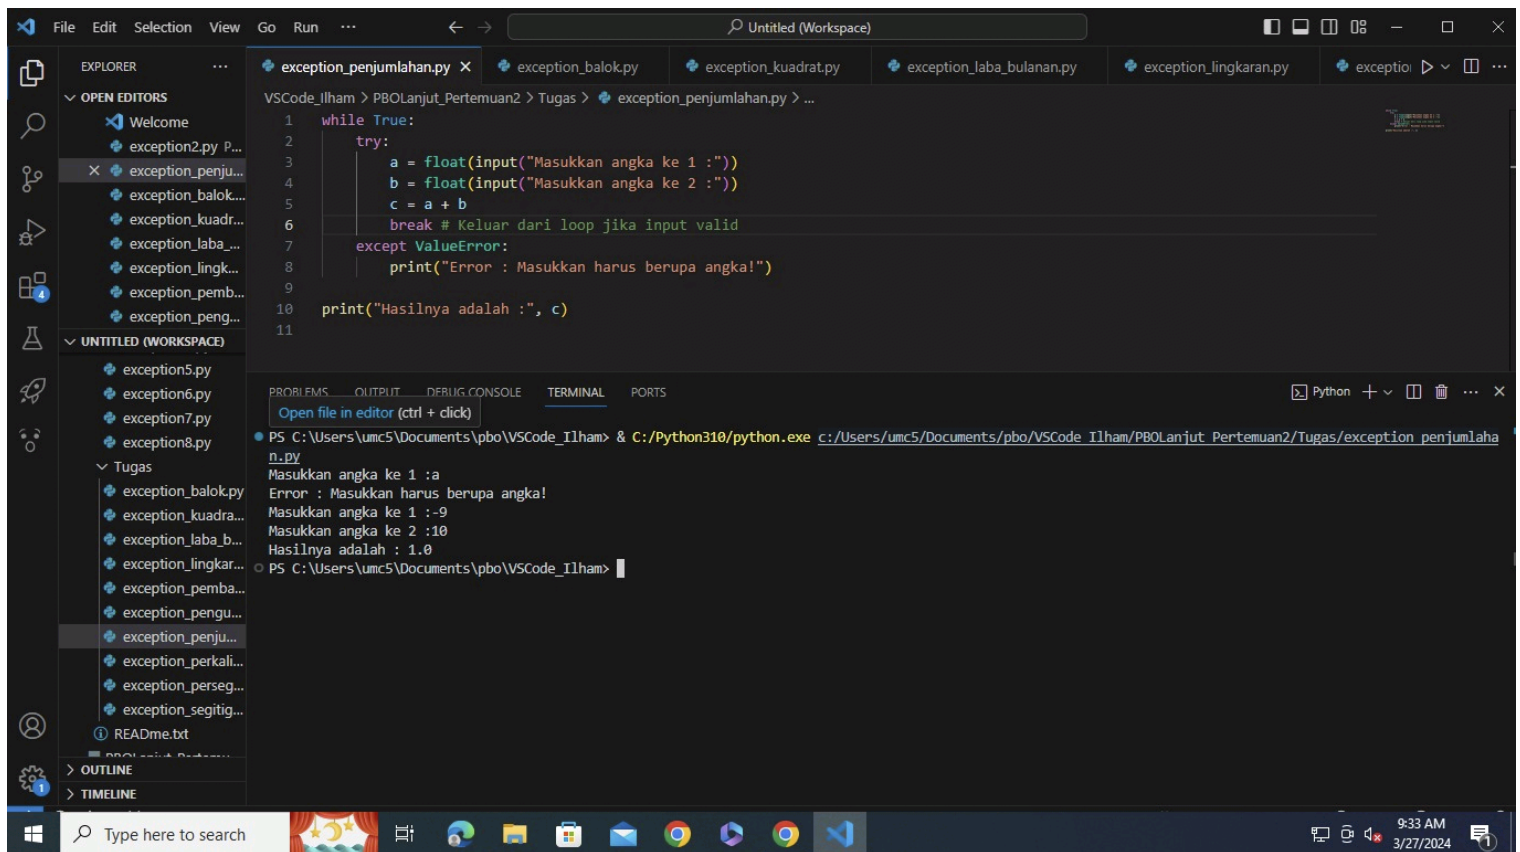 File Edit Selection View Go Run ··· Untitled (Workspace)
EXPLORER ···
OPEN EDITORS
Welcome
exception2.py P...
exception_penju...
exception_balok....
exception_kuadr...
exception_laba_...
exception_lingk...
exception_pemb...
exception_peng...
UNTITLED (WORKSPACE)
exception5.py
exception6.py
exception7.py
exception8.py
Tugas
exception_balok.py
exception_kuadra...
exception_laba_b...
exception_lingkar...
exception_pemba...
exception_pengu...
exception_penju...
exception_perkali...
exception_perseg...
exception_segitig...
READme.txt
OUTLINE
TIMELINE
4
1
exception_penjumlahan.py exception_balok.py exception_kuadrat.py exception_laba_bulanan.py exception_lingkaran.py exceptio
VSCode_Ilham > PBOLanjut_Pertemuan2 > Tugas > exception_penjumlahan.py > ...
1 while True:
2 try:
3 a = float(input("Masukkan angka ke 1 :"))
4 b = float(input("Masukkan angka ke 2 :"))
5 c = a + b
6 break # Keluar dari loop jika input valid
7 except ValueError:
8 print("Error : Masukkan harus berupa angka!")
9
10 print("Hasilnya adalah :", c)
11
PROBLEMS OUTPUT DEBUG CONSOLE TERMINAL PORTS Python
Open file in editor (ctrl + click)
PS C:\Users\umc5\Documents\pbo\VSCode_Ilham> & C:/Python310/python.exe c:/Users/umc5/Documents/pbo/VSCode_Ilham/PBOLanjut_Pertemuan2/Tugas/exception_penjumlaha
n.py
Masukkan angka ke 1 :a
Error : Masukkan harus berupa angka!
Masukkan angka ke 1 :-9
Masukkan angka ke 2 :10
Hasilnya adalah : 1.0
PS C:\Users\umc5\Documents\pbo\VSCode_Ilham>
Type here to search
9:33 AM
3/27/2024
1